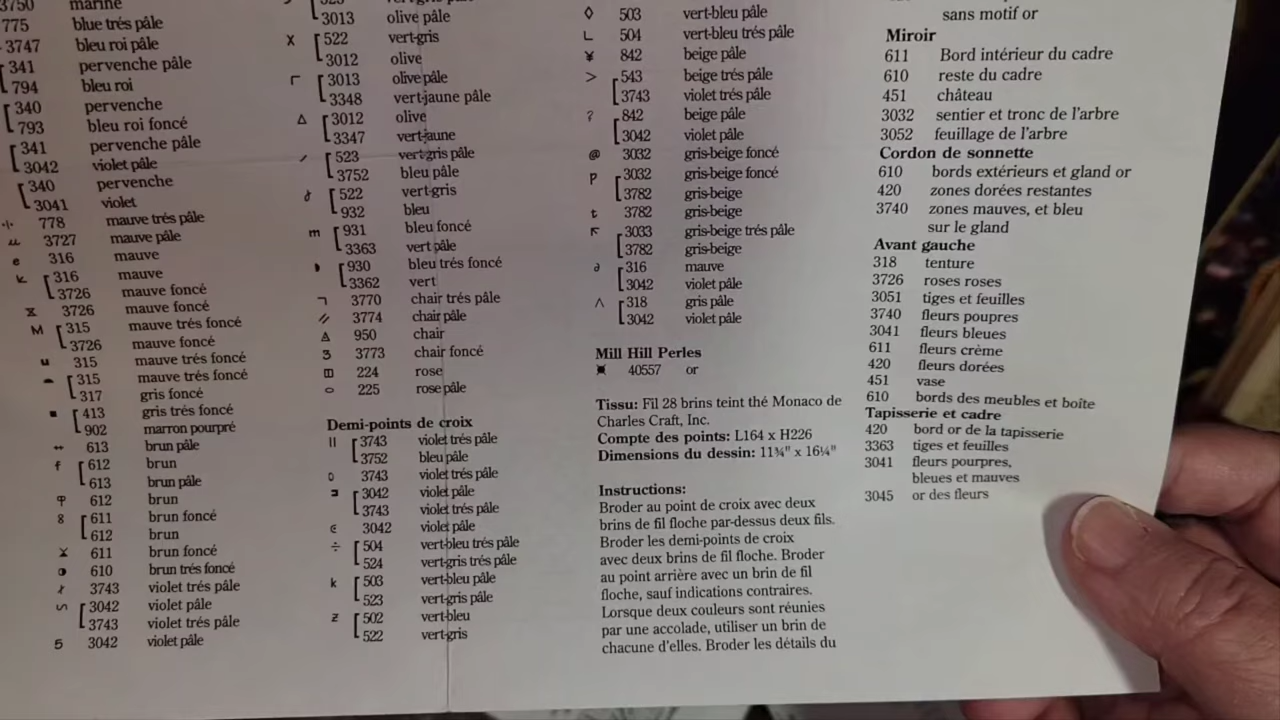 3750 marine
775 blue trés pâle
3747 bleu roi pâle
[341 pervenche pâle
794 bleu roi
[340 pervenche
793 bleu roi foncé
[341 pervenche pâle
3042 violet pâle
[340 pervenche
3041 violet
778 mauve trés pâle
3727 mauve pâle
e 316 mauve
[316 mauve
3726 mauve foncé
3726 mauve foncé
M [315 mauve trés foncé
3726 mauve foncé
u 315 mauve trés foncé
[315 mauve trés foncé
317 gris foncé
■ [413 gris trés foncé
902 marron pourpré
↔ 613 brun pâle
f [612 brun
613 brun pâle
612 brun
8 [611 brun foncé
612 brun
611 brun foncé
610 brun trés foncé
3743 violet trés pâle
[3042 violet pâle
3743 violet trés pâle
5 3042 violet pâle
3013 olive pâle
X [522 vert-gris
3012 olive
[3013 olive pâle
3348 vert-jaune pâle
Δ [3012 olive
3347 vert-jaune
[523 vert-gris pâle
3752 bleu pâle
[522 vert-gris
932 bleu
m [931 bleu foncé
3363 vert pâle
[930 bleu trés foncé
3362 vert
3770 chair trés pâle
3774 chair pâle
950 chair
3773 chair foncé
224 rose
225 rose pâle
Demi-points de croix
[3743 violet trés pâle
3752 bleu pâle
3743 violet trés pâle
[3042 violet pâle
3743 violet trés pâle
3042 violet pâle
÷ [504 vert-bleu trés pâle
524 vert-gris trés pâle
k [503 vert-bleu pâle
523 vert-gris pâle
z [502 vert-bleu
522 vert-gris
◊ 503 vert-bleu pâle
L 504 vert-bleu trés pâle
¥ 842 beige pâle
> [543 beige trés pâle
3743 violet trés pâle
? [842 beige pâle
3042 violet pâle
@ 3032 gris-beige foncé
P [3032 gris-beige foncé
3782 gris-beige
t 3782 gris-beige
[3033 gris-beige trés pâle
3782 gris-beige
∂ [316 mauve
3042 violet pâle
^ [318 gris pâle
3042 violet pâle
Mill Hill Perles
40557 or
Tissu: Fil 28 brins teint thé Monaco de
Charles Craft, Inc.
Compte des points: L164 x H226
Dimensions du dessin: 11¾" x 16¼"
Instructions:
Broder au point de croix avec deux
brins de fil floche par-dessus deux fils.
Broder les demi-points de croix
avec deux brins de fil floche. Broder
au point arrière avec un brin de fil
floche, sauf indications contraires.
Lorsque deux couleurs sont réunies
par une accolade, utiliser un brin de
chacune d'elles. Broder les détails du
sans motif or
Miroir
611 Bord intérieur du cadre
610 reste du cadre
451 château
3032 sentier et tronc de l'arbre
3052 feuillage de l'arbre
Cordon de sonnette
610 bords extérieurs et gland or
420 zones dorées restantes
3740 zones mauves, et bleu
sur le gland
Avant gauche
318 tenture
3726 roses roses
3051 tiges et feuilles
3740 fleurs poupres
3041 fleurs bleues
611 fleurs crème
420 fleurs dorées
451 vase
610 bords des meubles et boîte
Tapisserie et cadre
420 bord or de la tapisserie
3363 tiges et feuilles
3041 fleurs pourpres,
bleues et mauves
3045 or des fleurs